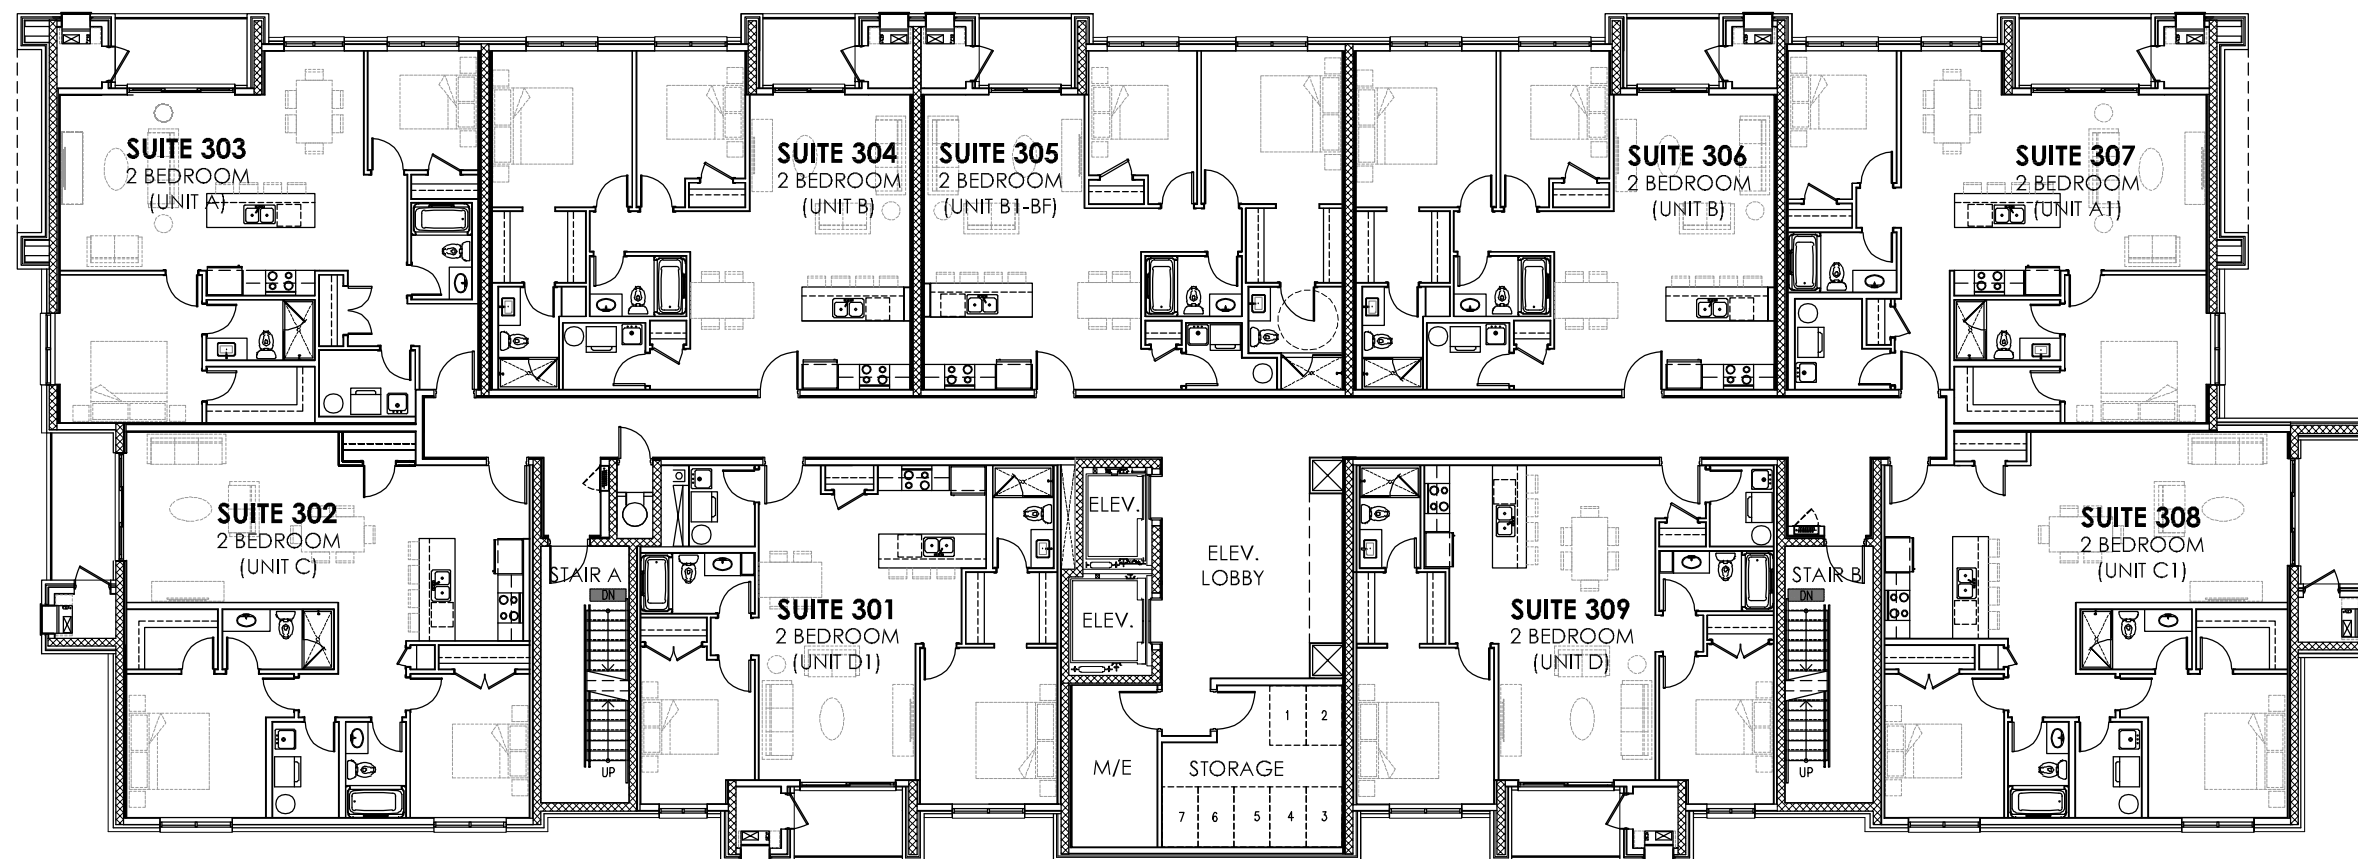 SUITE 303
2 BEDROOM
(UNIT A)
SUITE 304
2 BEDROOM
(UNIT B)
SUITE 305
2 BEDROOM
(UNIT B1-BF)
SUITE 306
2 BEDROOM
(UNIT B)
SUITE 307
2 BEDROOM
(UNIT A1)
SUITE 302
2 BEDROOM
(UNIT C)
STAIR A
DN
UP
SUITE 301
2 BEDROOM
(UNIT D1)
ELEV.
ELEV.
ELEV.
LOBBY
M/E
STORAGE
1 2
7 6 5 4 3
SUITE 309
2 BEDROOM
(UNIT D)
STAIR B
DN
UP
SUITE 308
2 BEDROOM
(UNIT C1)